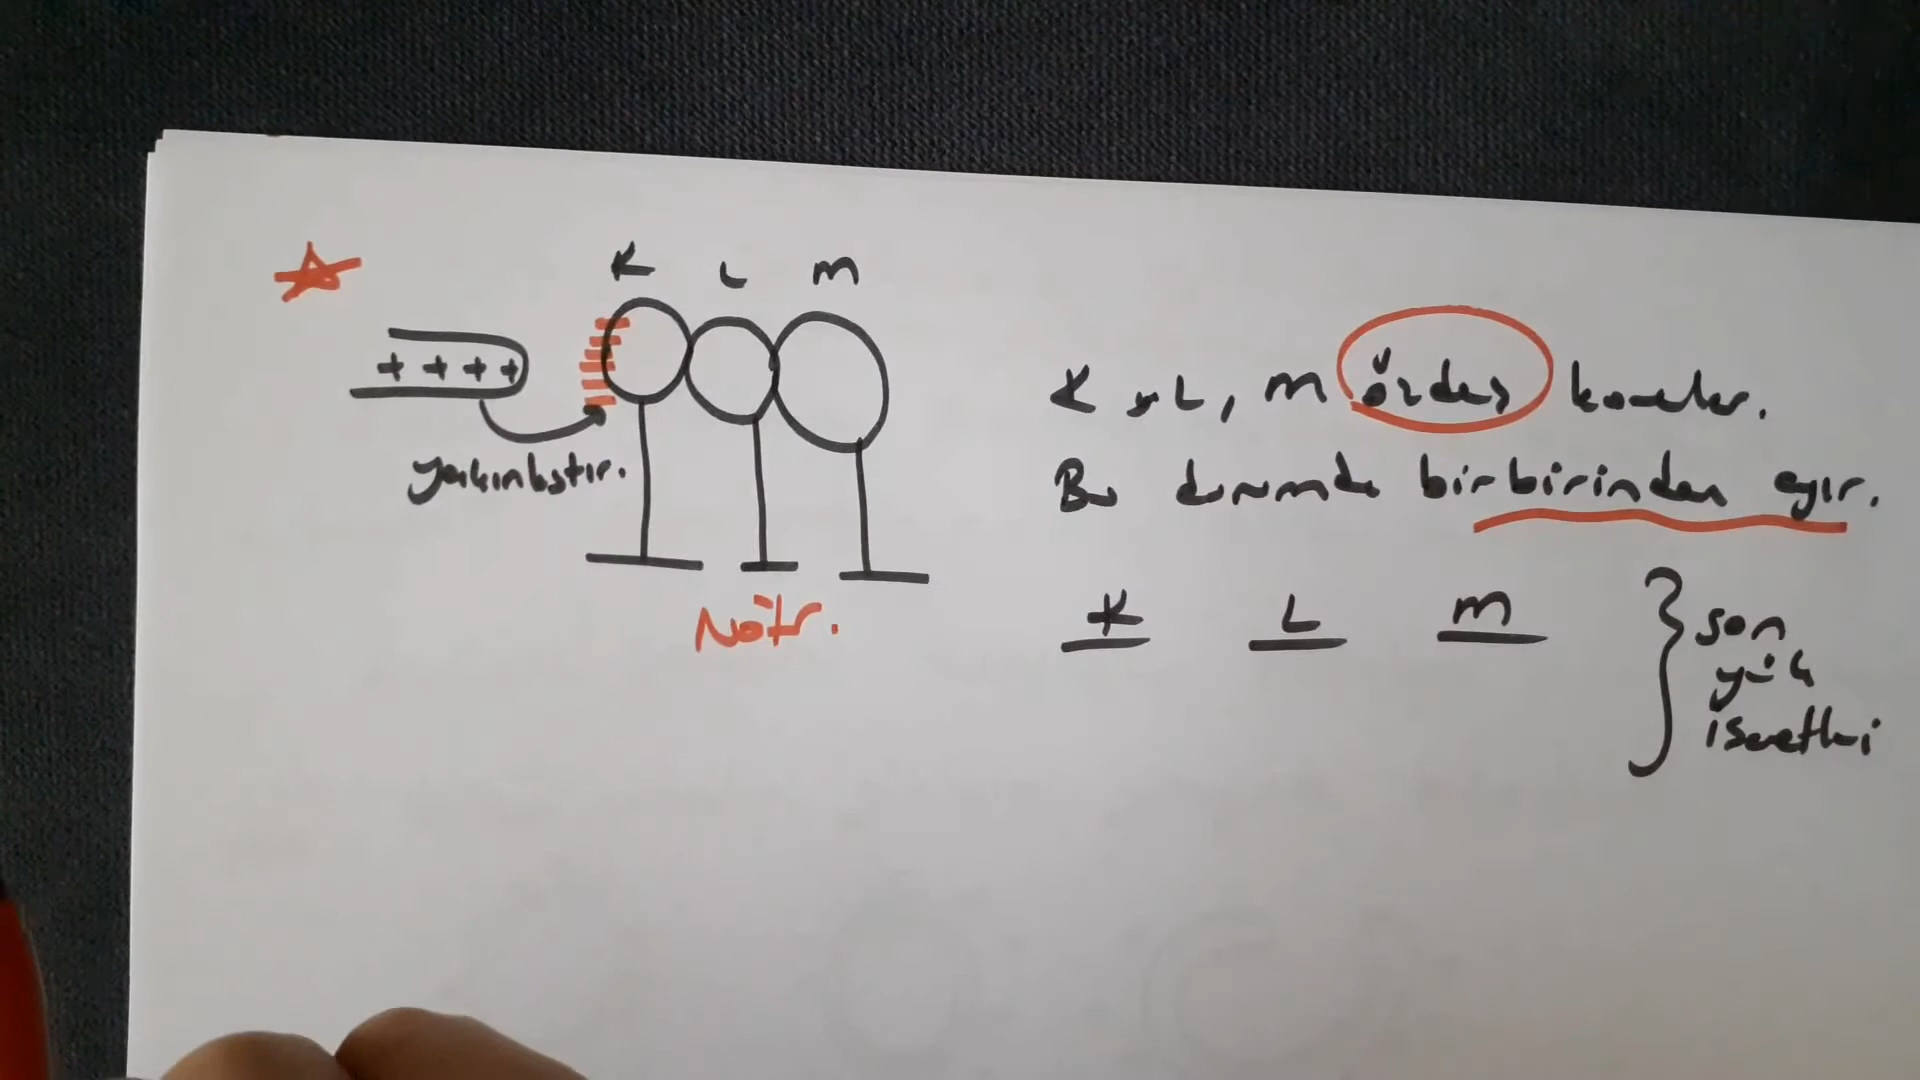 K L M
+ + + +
yaklaştır.
Nötr.
K, L, M özdeş küreler.
Bu durumda birbirinden ayır.
K L M
son
yük
işaretleri